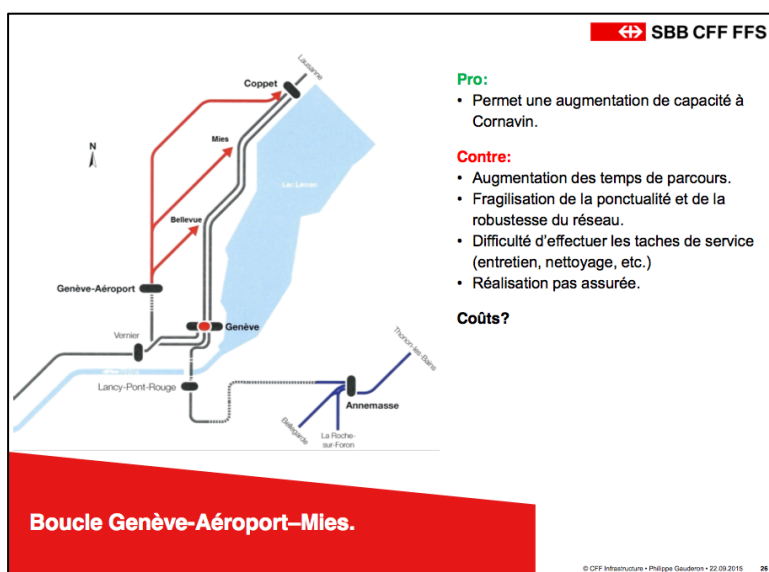 SBB CFF FFS
Lausanne
Coppet
Pro:
• Permet une augmentation de capacité à
Cornavin.
Mies
N
Contre:
• Augmentation des temps de parcours.
• Fragilisation de la ponctualité et de la
robustesse du réseau.
• Difficulté d'effectuer les taches de service
(entretien, nettoyage, etc.)
• Réalisation pas assurée.
Lac Léman
Bellevue
Genève-Aéroport
Coûts?
Genève
Vernier
Thonon-les-Bains
Lancy-Pont-Rouge
Annemasse
Bellegarde
La Roche-
sur-Foron
Boucle Genève-Aéroport–Mies.
© CFF Infrastructure • Philippe Gauderon • 22.09.2015 26